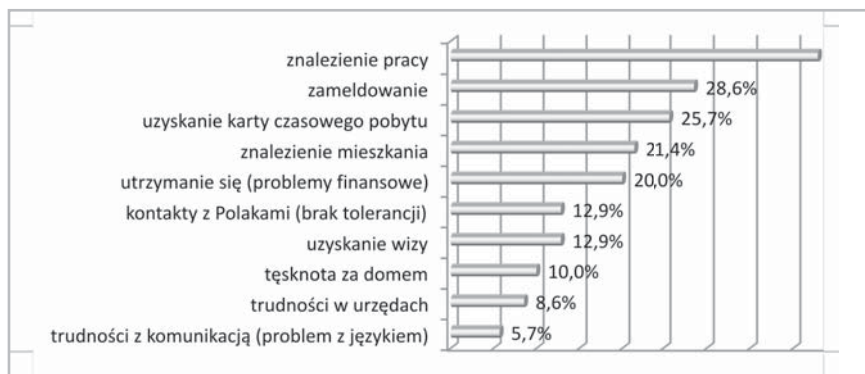 znalezienie pracy
zameldowanie 28,6%
uzyskanie karty czasowego pobytu 25,7%
znalezienie mieszkania 21,4%
utrzymanie się (problemy finansowe) 20,0%
kontakty z Polakami (brak tolerancji) 12,9%
uzyskanie wizy 12,9%
tęsknota za domem 10,0%
trudności w urzędach 8,6%
trudności z komunikacją (problem z językiem) 5,7%